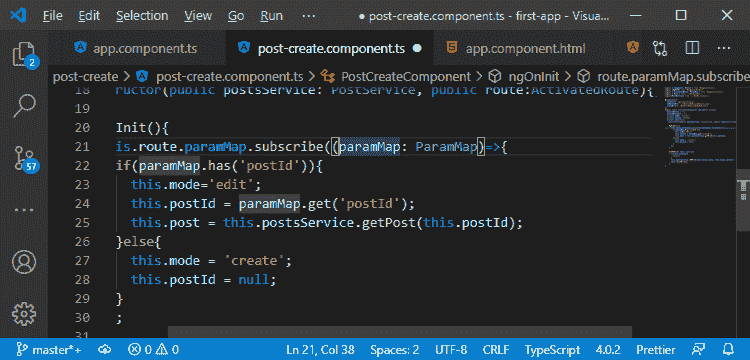 File Edit Selection View Go Run ··· ● post-create.component.ts - first-app - Visua...
app.component.ts post-create.component.ts ● app.component.html
post-create > post-create.component.ts > PostCreateComponent > ngOnInit > route.paramMap.subscribe
18 ructor(public postsService: PostService, public route:ActivatedRoute){
19
20 Init(){
21 is.route.paramMap.subscribe((paramMap: ParamMap)=>{
22 if(paramMap.has('postId')){
23 this.mode='edit';
24 this.postId = paramMap.get('postId');
25 this.post = this.postsService.getPost(this.postId);
26 }else{
27 this.mode = 'create';
28 this.postId = null;
29 }
30 ;
31
2
57
master*+ 0 0 Ln 21, Col 38 Spaces: 2 UTF-8 CRLF TypeScript 4.0.2 Prettier